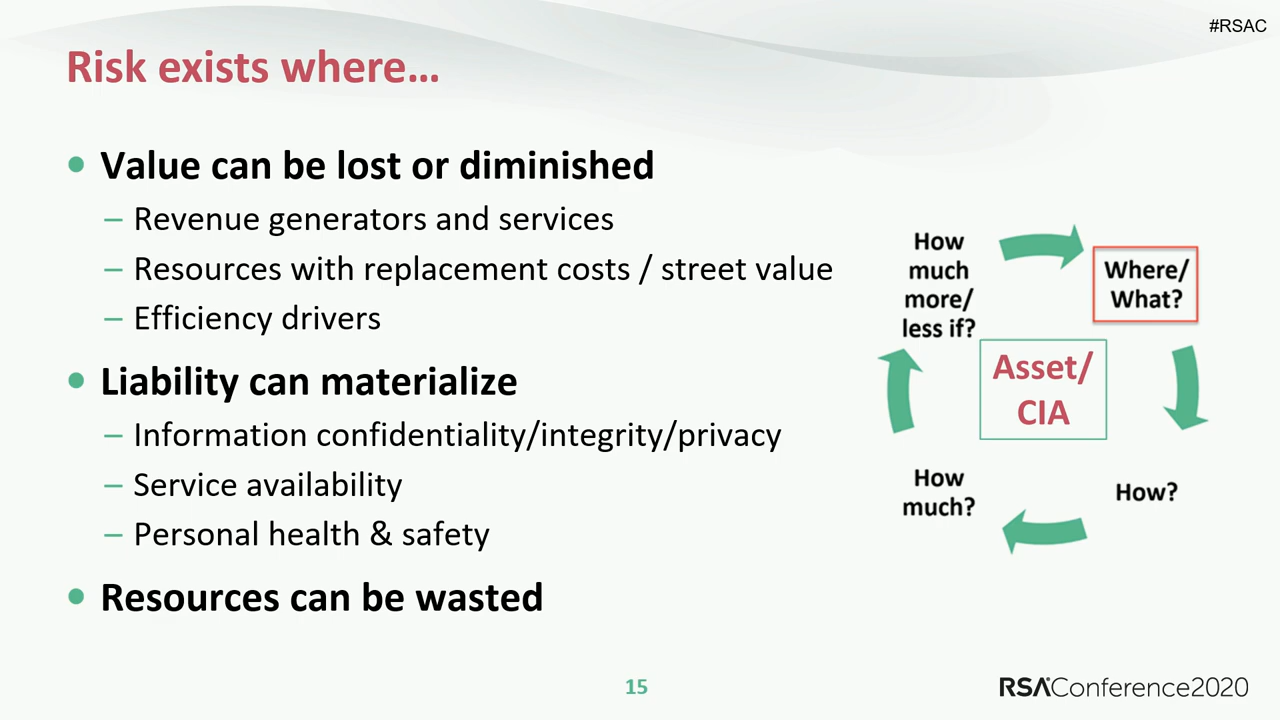 #RSAC
Risk exists where…
• Value can be lost or diminished
– Revenue generators and services
– Resources with replacement costs / street value
– Efficiency drivers
• Liability can materialize
– Information confidentiality/integrity/privacy
– Service availability
– Personal health & safety
• Resources can be wasted
How
much
more/
less if?
Where/
What?
Asset/
CIA
How
much?
How?
15
RSAConference2020